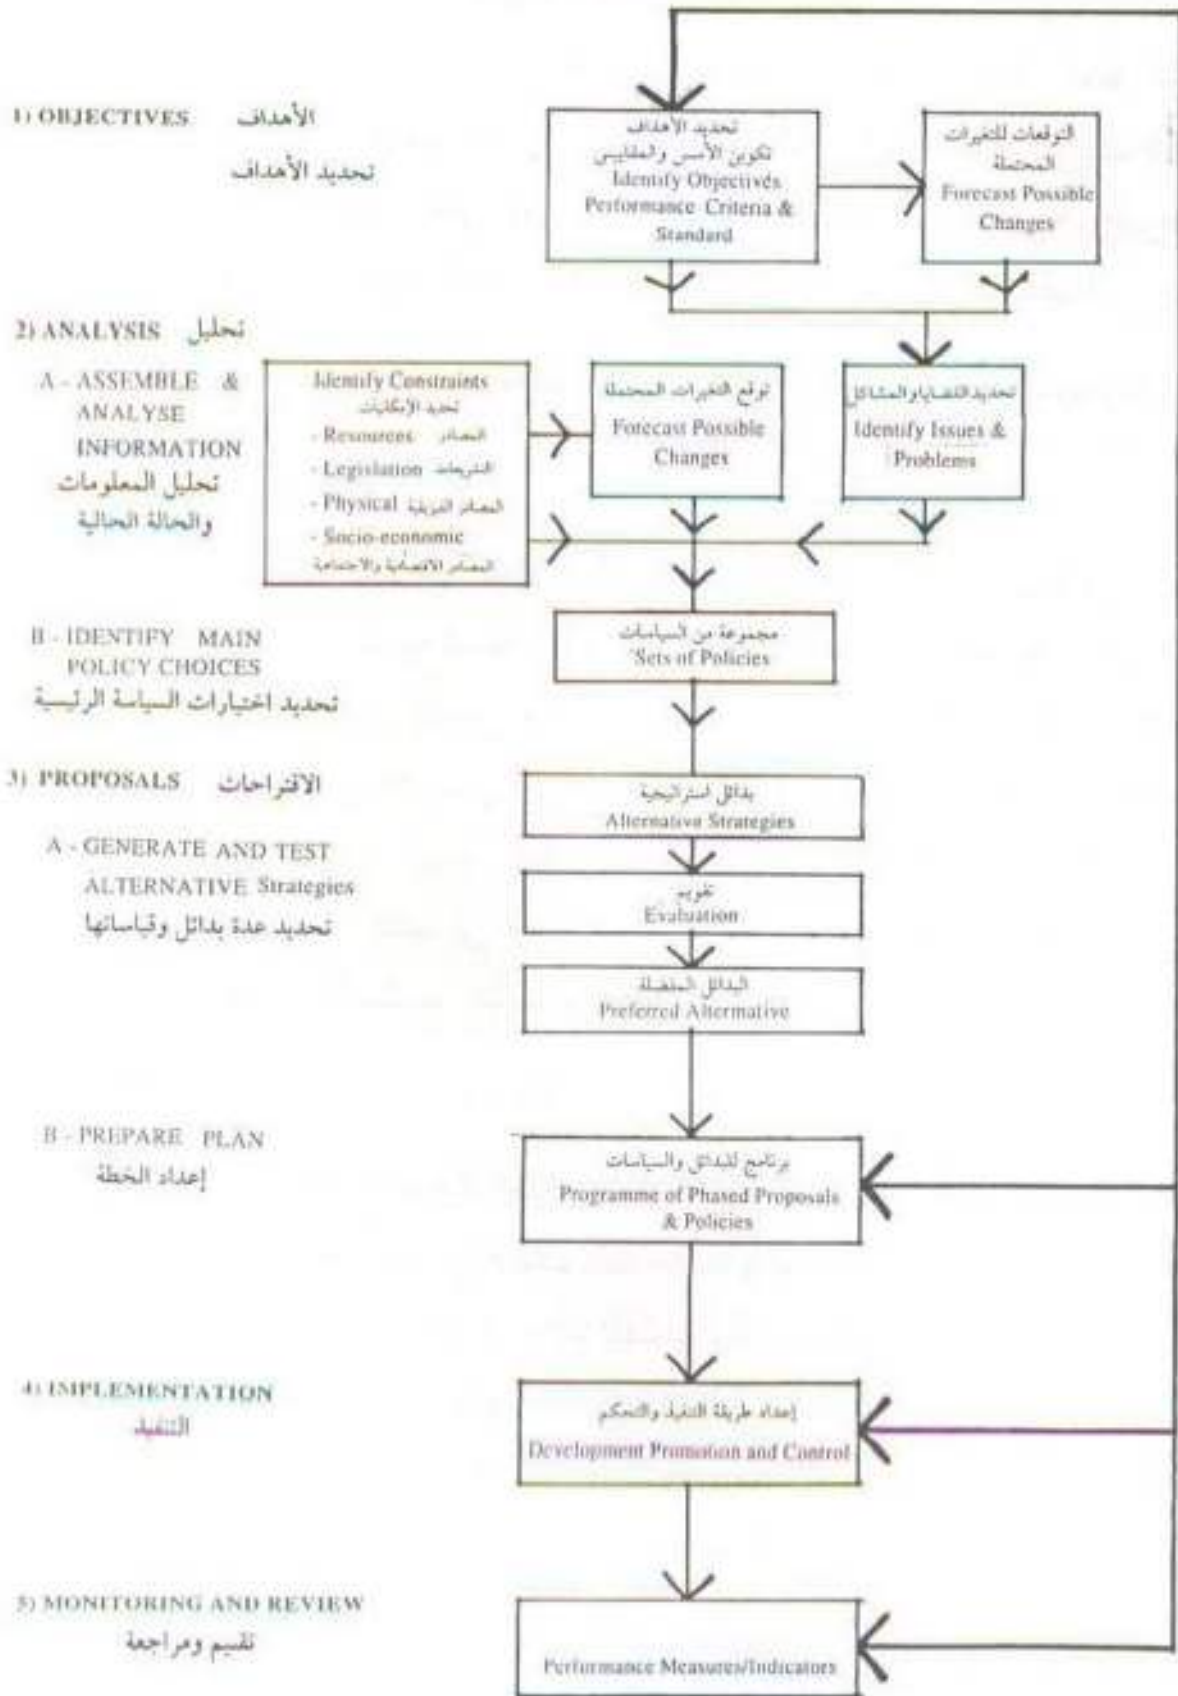 1) OBJECTIVES الأهداف
تحديد الأهداف
تحديد الأهداف
تكوين الأسس والمقاييس
Identify Objectives
Performance Criteria &
Standard
التوقعات للتغيرات
المحتملة
Forecast Possible
Changes
2) ANALYSIS تحليل
A - ASSEMBLE &
ANALYSE
INFORMATION
تحليل المعلومات
والحالة الحالية
Identify Constraints
تحديد الإمكانيات
- Resources المصادر
- Legislation التشريعات
- Physical المصادر الفيزيقية
- Socio-economic
المصادر الاقتصادية والاجتماعية
توقع التغيرات المحتملة
Forecast Possible
Changes
تحديد القضايا والمشاكل
Identify Issues &
Problems
B - IDENTIFY MAIN
POLICY CHOICES
تحديد اختيارات السياسة الرئيسية
مجموعة من السياسات
Sets of Policies
3) PROPOSALS الاقتراحات
A - GENERATE AND TEST
ALTERNATIVE Strategies
تحديد عدة بدائل وقياساتها
بدائل استراتيجية
Alternative Strategies
تقويم
Evaluation
البدائل المفضلة
Preferred Alternative
B - PREPARE PLAN
إعداد الخطة
برنامج للبدائل والسياسات
Programme of Phased Proposals
& Policies
4) IMPLEMENTATION
التنفيذ
إعداد طريقة التنفيذ والتحكم
Development Promotion and Control
5) MONITORING AND REVIEW
تقييم ومراجعة
Performance Measures/Indicators